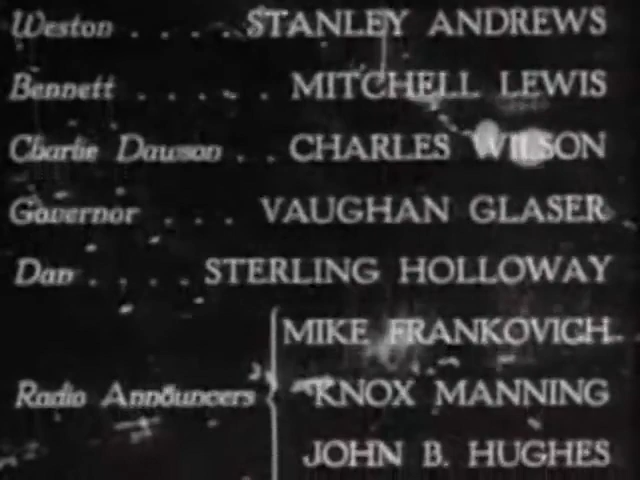 Weston . . . . . STANLEY ANDREWS
Bennett . . . . . MITCHELL LEWIS
Charlie Dawson . . CHARLES WILSON
Governor . . . VAUGHAN GLASER
Dan . . . . STERLING HOLLOWAY
MIKE FRANKOVICH
Radio Announcers { KNOX MANNING
JOHN B. HUGHES